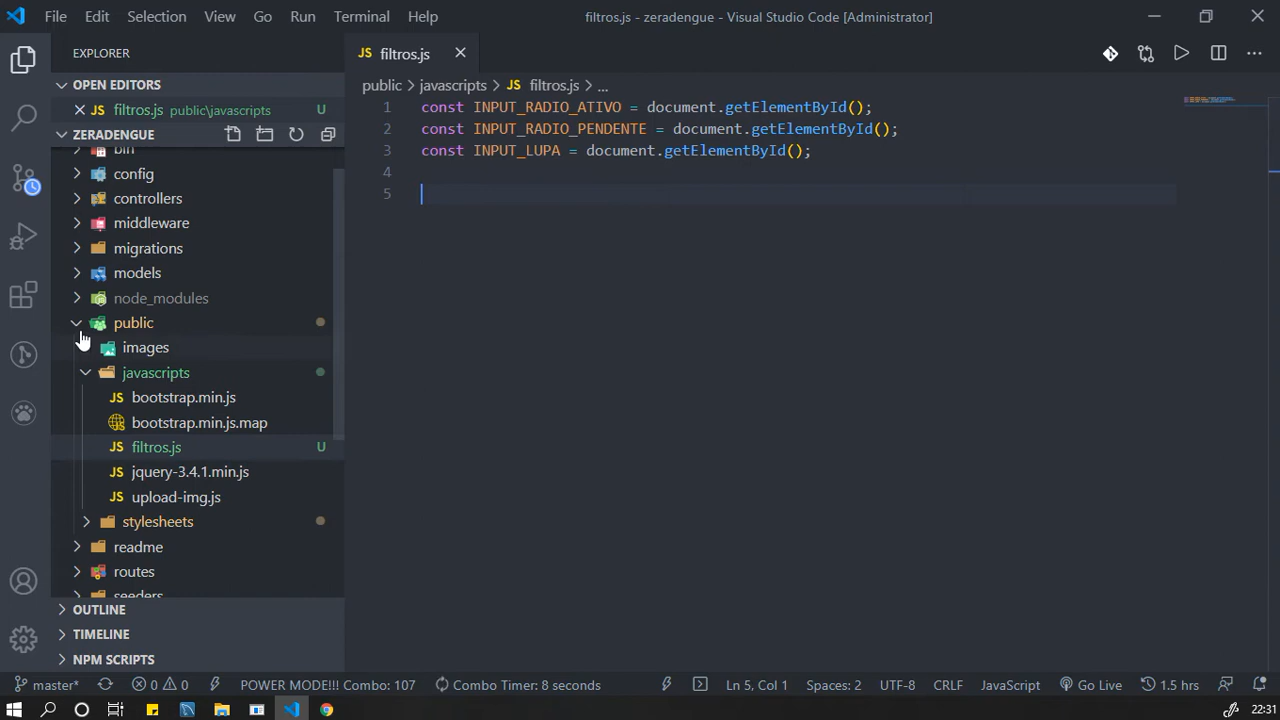 File Edit Selection View Go Run Terminal Help filtros.js - zeradengue - Visual Studio Code [Administrator]
EXPLORER
JS filtros.js
OPEN EDITORS
JS filtros.js public\javascripts U
ZERADENGUE
public > javascripts > JS filtros.js > ...
bin
config
controllers
middleware
migrations
models
node_modules
public
images
javascripts
JS bootstrap.min.js
bootstrap.min.js.map
JS filtros.js U
JS jquery-3.4.1.min.js
JS upload-img.js
stylesheets
readme
routes
seeders
OUTLINE
TIMELINE
NPM SCRIPTS
1 const INPUT_RADIO_ATIVO = document.getElementById();
2 const INPUT_RADIO_PENDENTE = document.getElementById();
3 const INPUT_LUPA = document.getElementById();
4
5
master* 0 0 POWER MODE!!! Combo: 107 Combo Timer: 8 seconds Ln 5, Col 1 Spaces: 2 UTF-8 CRLF JavaScript Go Live 1.5 hrs
22:31